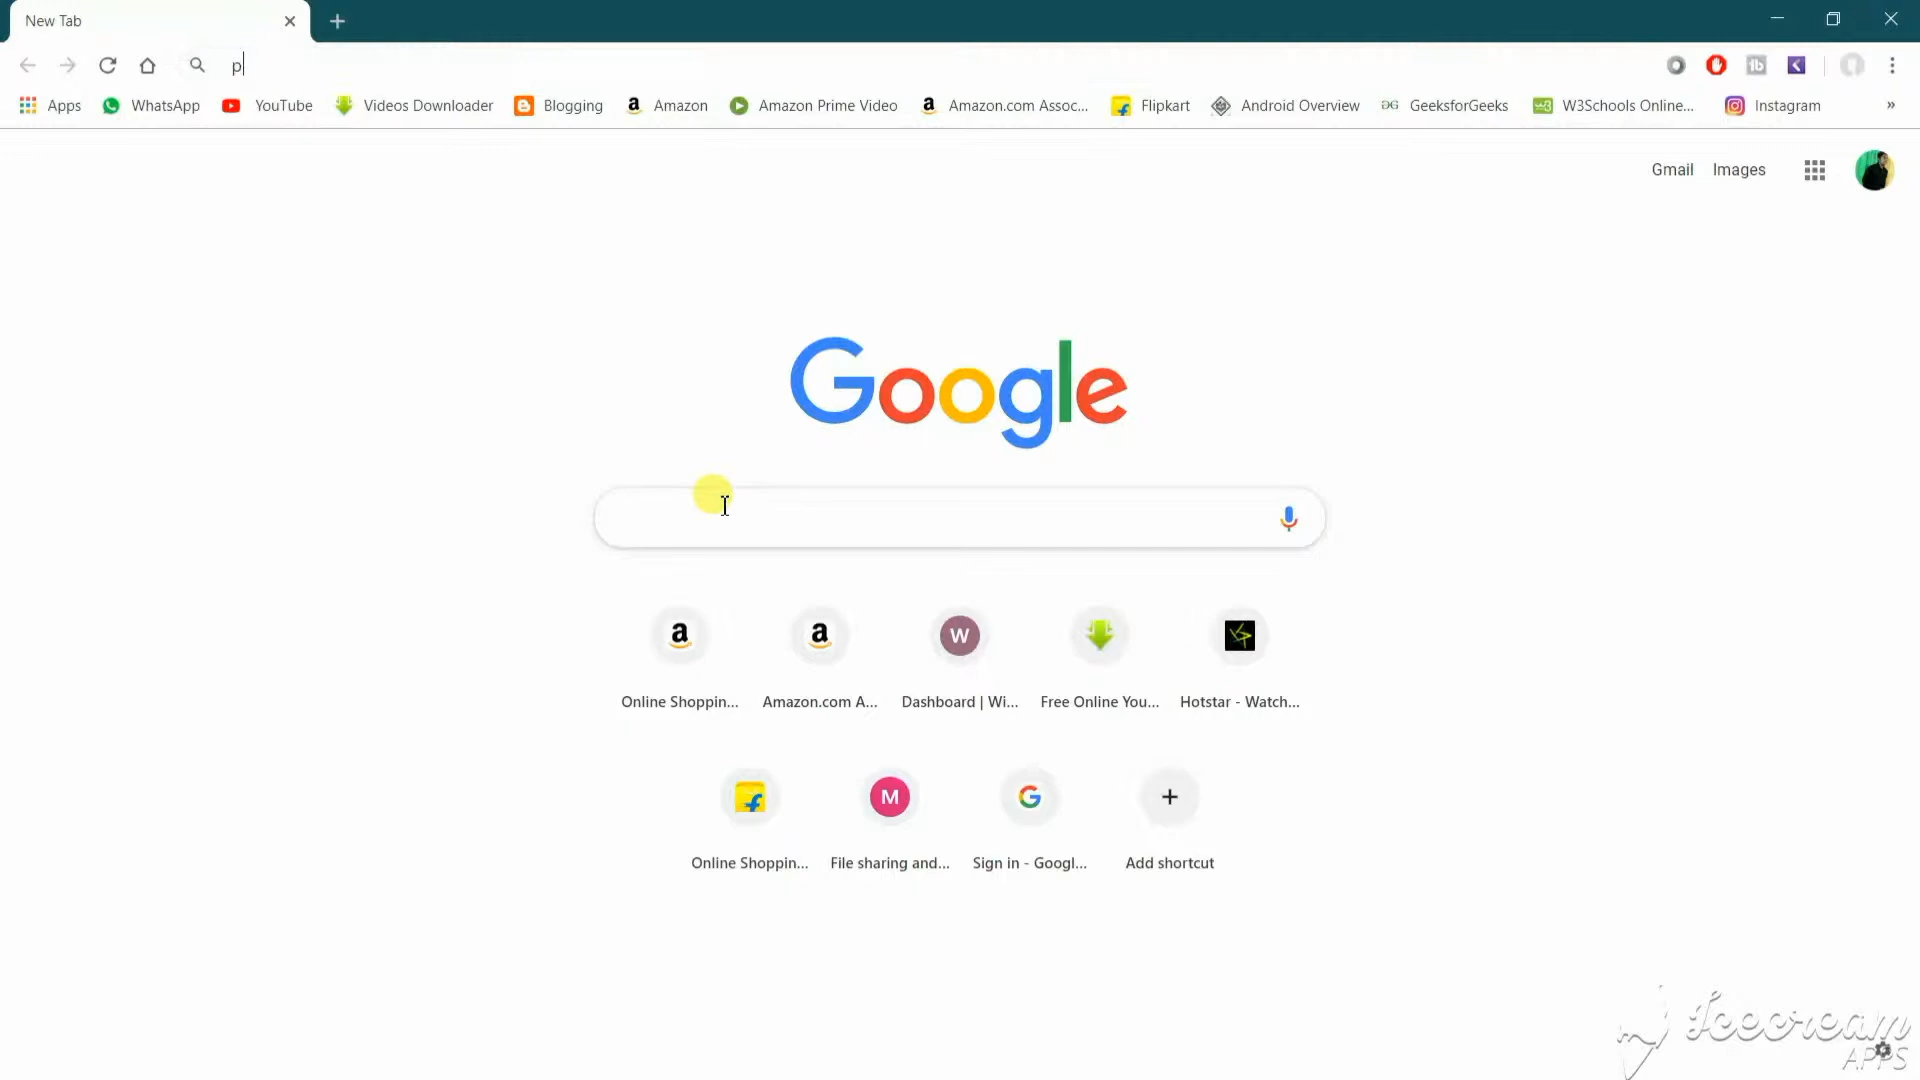 New Tab
p
Apps WhatsApp YouTube Videos Downloader Blogging Amazon Amazon Prime Video Amazon.com Assoc... Flipkart Android Overview GeeksforGeeks W3Schools Online... Instagram »
Gmail Images
Google
Online Shoppin... Amazon.com A... Dashboard | Wi... Free Online You... Hotstar - Watch...
Online Shoppin... File sharing and... Sign in - Googl... Add shortcut
Icecream
APPS